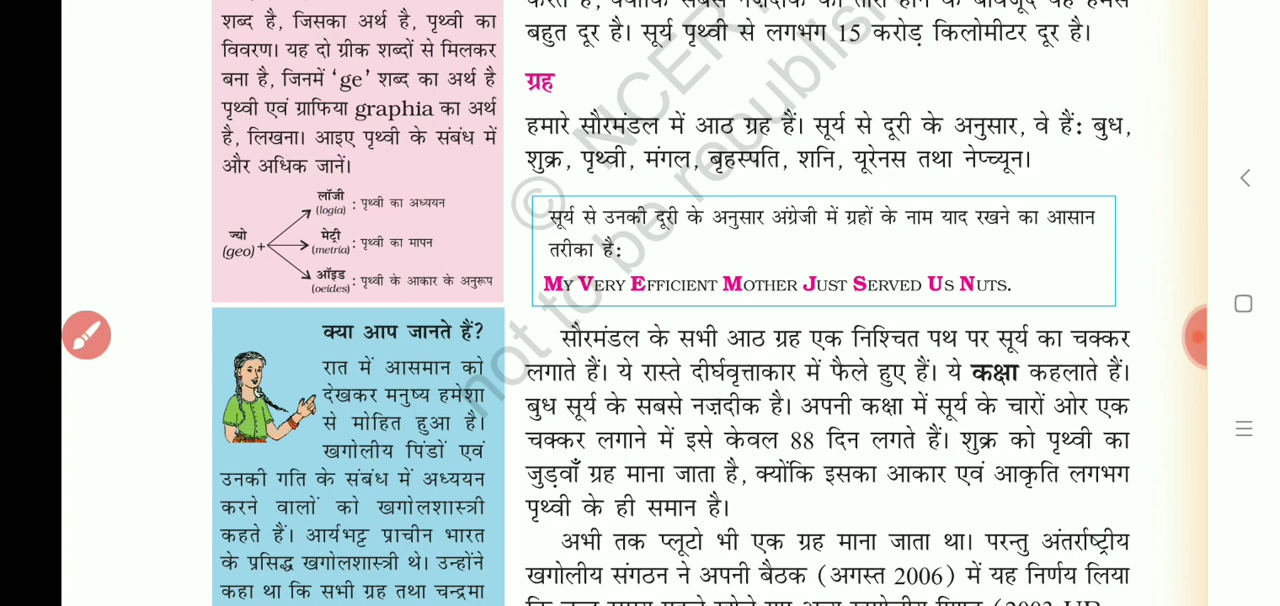 शब्द है, जिसका अर्थ है, पृथ्वी का
विवरण। यह दो ग्रीक शब्दों से मिलकर
बना है, जिनमें ‘ge’ शब्द का अर्थ है
पृथ्वी एवं ग्राफिया graphia का अर्थ
है, लिखना। आइए पृथ्वी के संबंध में
और अधिक जानें।
ज्यो
(geo) +
लॉजी
(logia) : पृथ्वी का अध्ययन
मेट्री
(metria) : पृथ्वी का मापन
ऑइड
(oeides) : पृथ्वी के आकार के अनुरूप
क्या आप जानते हैं?
रात में आसमान को
देखकर मनुष्य हमेशा
से मोहित हुआ है।
खगोलीय पिंडों एवं
उनकी गति के संबंध में अध्ययन
करने वालों को खगोलशास्त्री
कहते हैं। आर्यभट्ट प्राचीन भारत
के प्रसिद्ध खगोलशास्त्री थे। उन्होंने
कहा था कि सभी ग्रह तथा चन्द्रमा
बहुत दूर है। सूर्य पृथ्वी से लगभग 15 करोड़ किलोमीटर दूर है।
ग्रह
हमारे सौरमंडल में आठ ग्रह हैं। सूर्य से दूरी के अनुसार, वे हैं: बुध,
शुक्र, पृथ्वी, मंगल, बृहस्पति, शनि, यूरेनस तथा नेप्च्यून।
सूर्य से उनकी दूरी के अनुसार अंग्रेजी में ग्रहों के नाम याद रखने का आसान
तरीका है:
MY VERY EFFICIENT MOTHER JUST SERVED US NUTS.
सौरमंडल के सभी आठ ग्रह एक निश्चित पथ पर सूर्य का चक्कर
लगाते हैं। ये रास्ते दीर्घवृत्ताकार में फैले हुए हैं। ये कक्षा कहलाते हैं।
बुध सूर्य के सबसे नज़दीक है। अपनी कक्षा में सूर्य के चारों ओर एक
चक्कर लगाने में इसे केवल 88 दिन लगते हैं। शुक्र को पृथ्वी का
जुड़वाँ ग्रह माना जाता है, क्योंकि इसका आकार एवं आकृति लगभग
पृथ्वी के ही समान है।
अभी तक प्लूटो भी एक ग्रह माना जाता था। परन्तु अंतर्राष्ट्रीय
खगोलीय संगठन ने अपनी बैठक (अगस्त 2006) में यह निर्णय लिया
© NCER
not to be republis